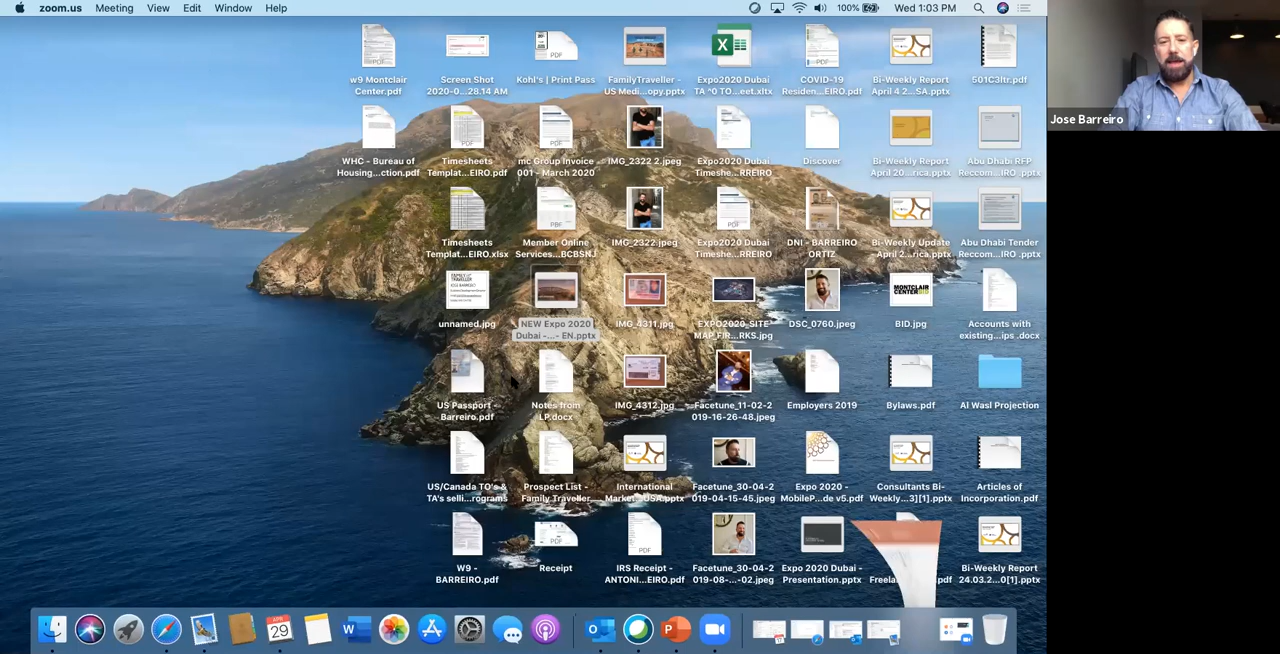 zoom.us Meeting View Edit Window Help 100% Wed 1:03 PM
Jose Barreiro
w9 Montclair
Center.pdf
Screen Shot
2020-0...28.14 AM
Kohl's | Print Pass
FamilyTraveller -
US Medi...opy.pptx
Expo2020 Dubai
TA ^0 TO...eet.xltx
COVID-19
Residen...EIRO.pdf
Bi-Weekly Report
April 4 2...SA.pptx
501C3ltr.pdf
WHC - Bureau of
Housing...ction.pdf
Timesheets
Templat...EIRO.pdf
mc Group Invoice -
001 - March 2020
IMG_2322 2.jpeg
Expo2020 Dubai
Timeshe...RREIRO
Discover
Bi-Weekly Report
April 20...rica.pptx
Abu Dhabi RFP
Reccom...IRO .pptx
Timesheets
Templat...EIRO.xlsx
Member Online
Services...BCBSNJ
IMG_2322.jpeg
Expo2020 Dubai
Timeshe...RREIRO
DNI - BARREIRO
ORTIZ
Bi-Weekly Update
- April 2...rica.pptx
Abu Dhabi Tender
Reccom...IRO .pptx
unnamed.jpg
NEW Expo 2020
Dubai -...- EN.pptx
IMG_4311.jpg
EXPO2020_SITE
MAP_FIR...RKS.jpg
DSC_0760.jpeg
MONTCLAIR
CENTERBID
BID.jpg
Accounts with
existing...ips .docx
US Passport -
Barreiro.pdf
Notes from
LP.docx
IMG_4312.jpg
Facetune_11-02-2
019-16-26-48.jpeg
Employers 2019
Bylaws.pdf
Al Wasl Projection
US/Canada TO's &
TA's selli...rograms
Prospect List -
Family Traveller
International
Market...USA.pptx
Facetune_30-04-2
019-04-15-45.jpeg
Expo 2020 -
MobileP...de v5.pdf
Consultants Bi-
Weekly...3][1].pptx
Articles of
Incorporation.pdf
W9 -
BARREIRO.pdf
Receipt
IRS Receipt -
ANTONI...EIRO.pdf
Facetune_30-04-2
019-08-...-02.jpeg
Expo 2020 Dubai -
Presentation.pptx
Bi-Weekly Report
24.03.2...0[1].pptx
PDF
APR
29